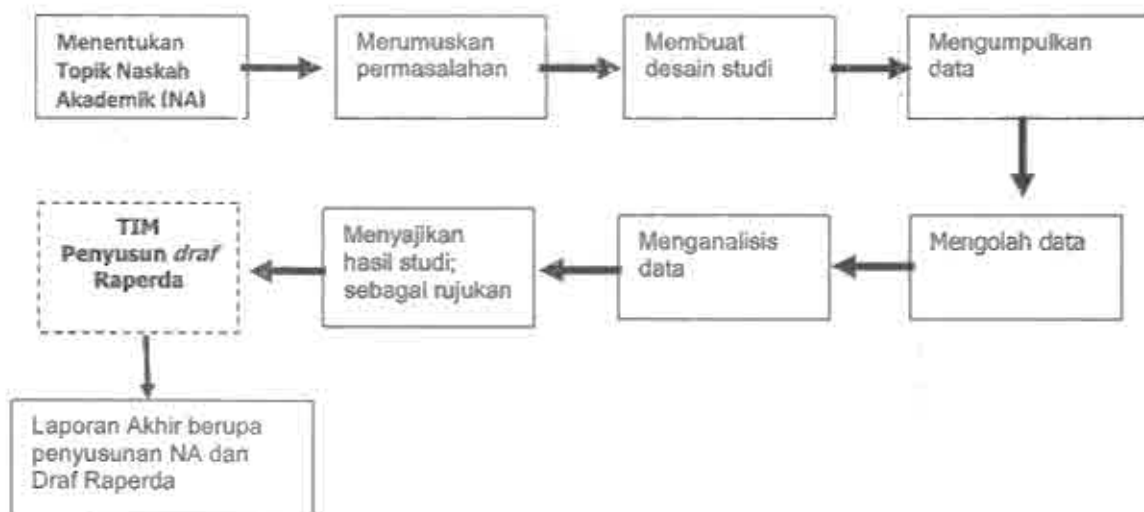 Menentukan
Topik Naskah
Akademik (NA)
Merumuskan
permasalahan
Membuat
desain studi
Mengumpulkan
data
Mengolah data
Menganalisis
data
Menyajikan
hasil studi;
sebagai rujukan
TIM
Penyusun draf
Raperda
Laporan Akhir berupa
penyusunan NA dan
Draf Raperda